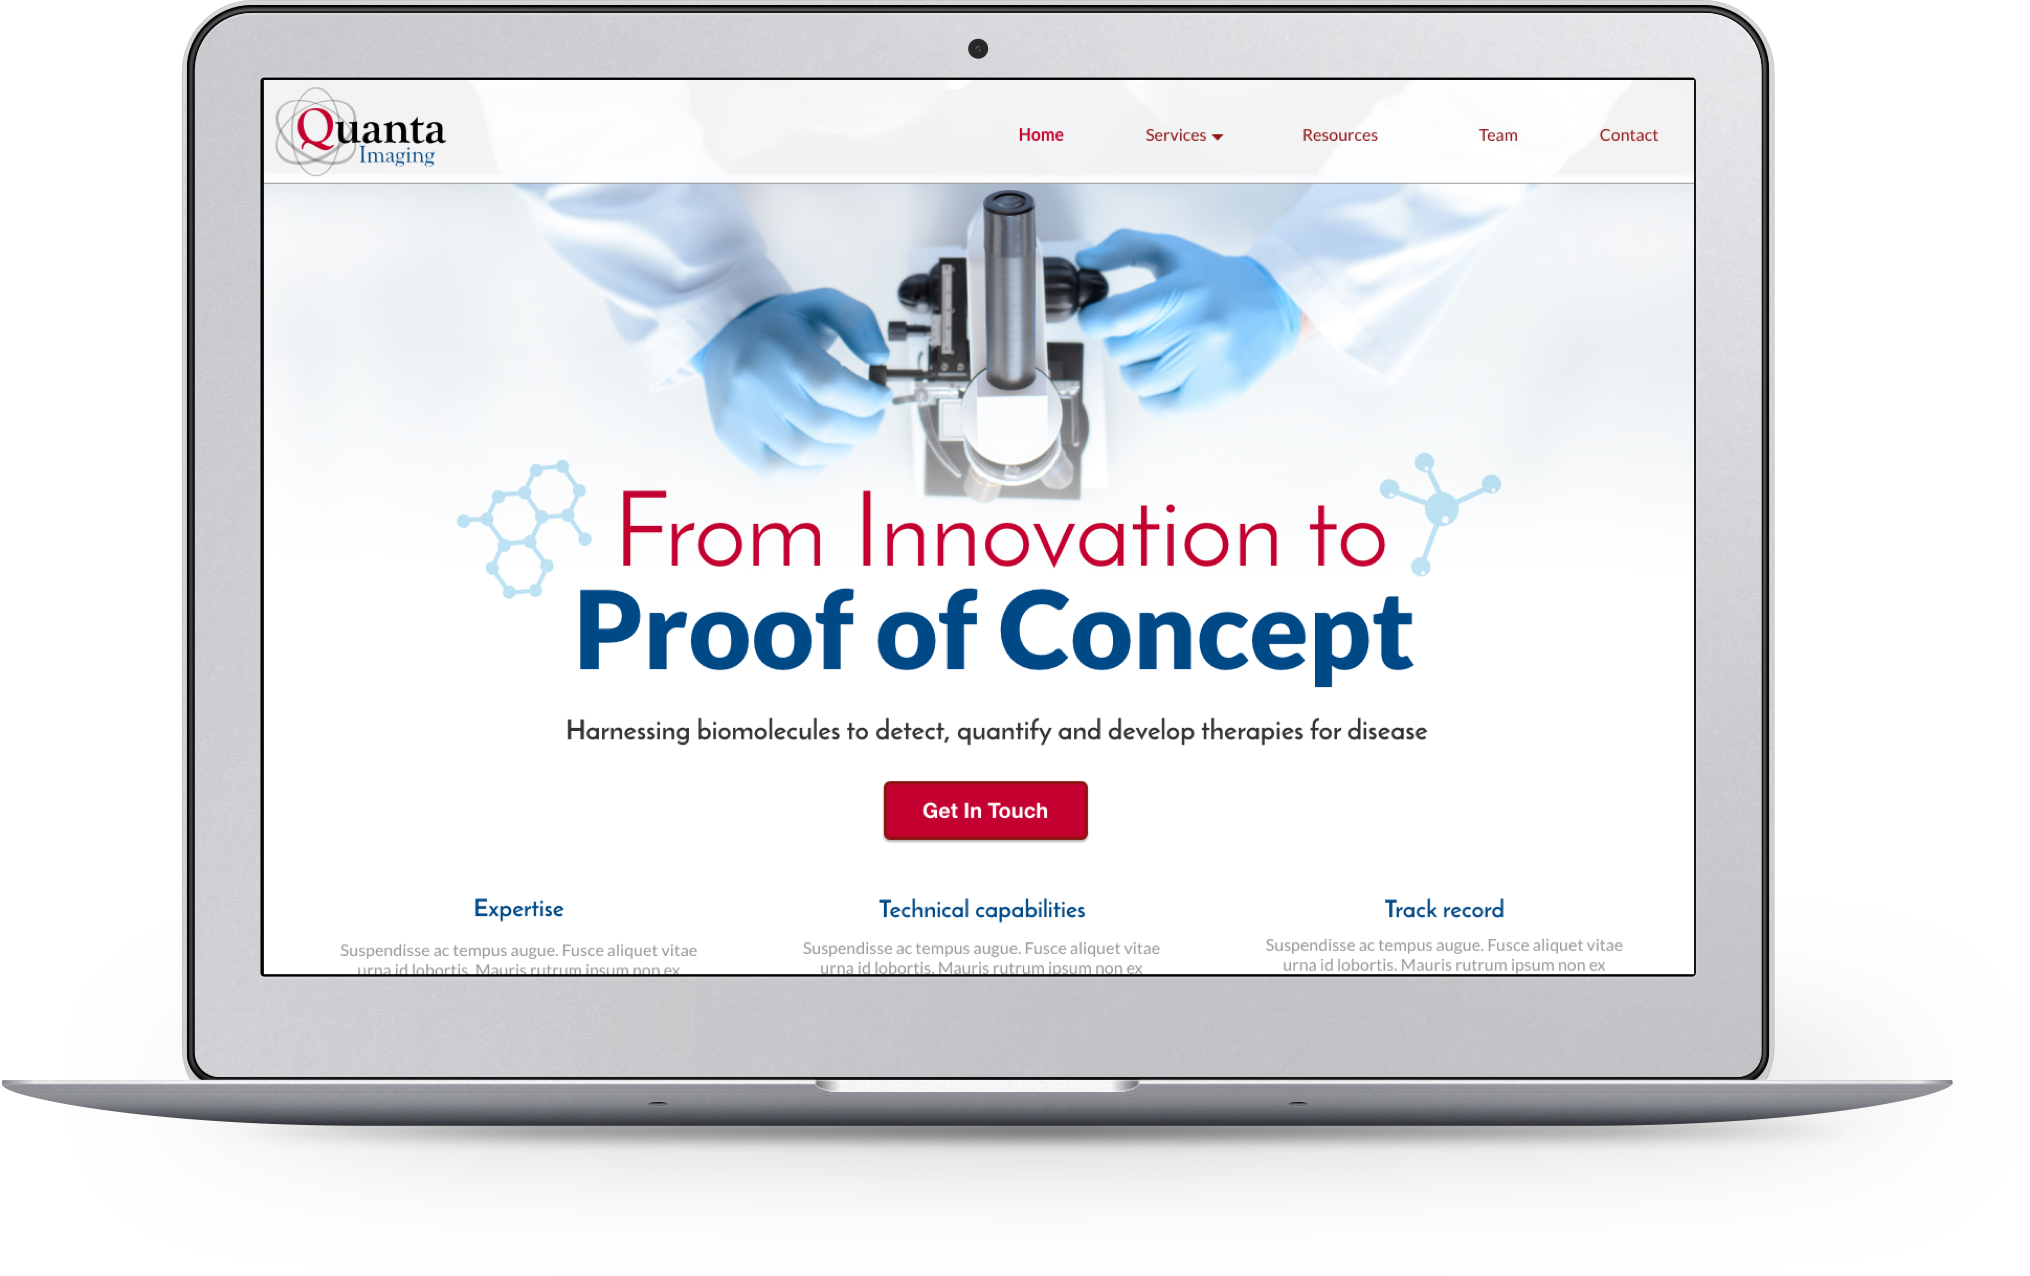 Quanta
Imaging
Home Services Resources Team Contact
From Innovation to
Proof of Concept
Harnessing biomolecules to detect, quantify and develop therapies for disease
Get In Touch
Expertise
Suspendisse ac tempus augue. Fusce aliquet vitae
urna id lobortis. Mauris rutrum ipsum non ex
Technical capabilities
Suspendisse ac tempus augue. Fusce aliquet vitae
urna id lobortis. Mauris rutrum ipsum non ex
Track record
Suspendisse ac tempus augue. Fusce aliquet vitae
urna id lobortis. Mauris rutrum ipsum non ex